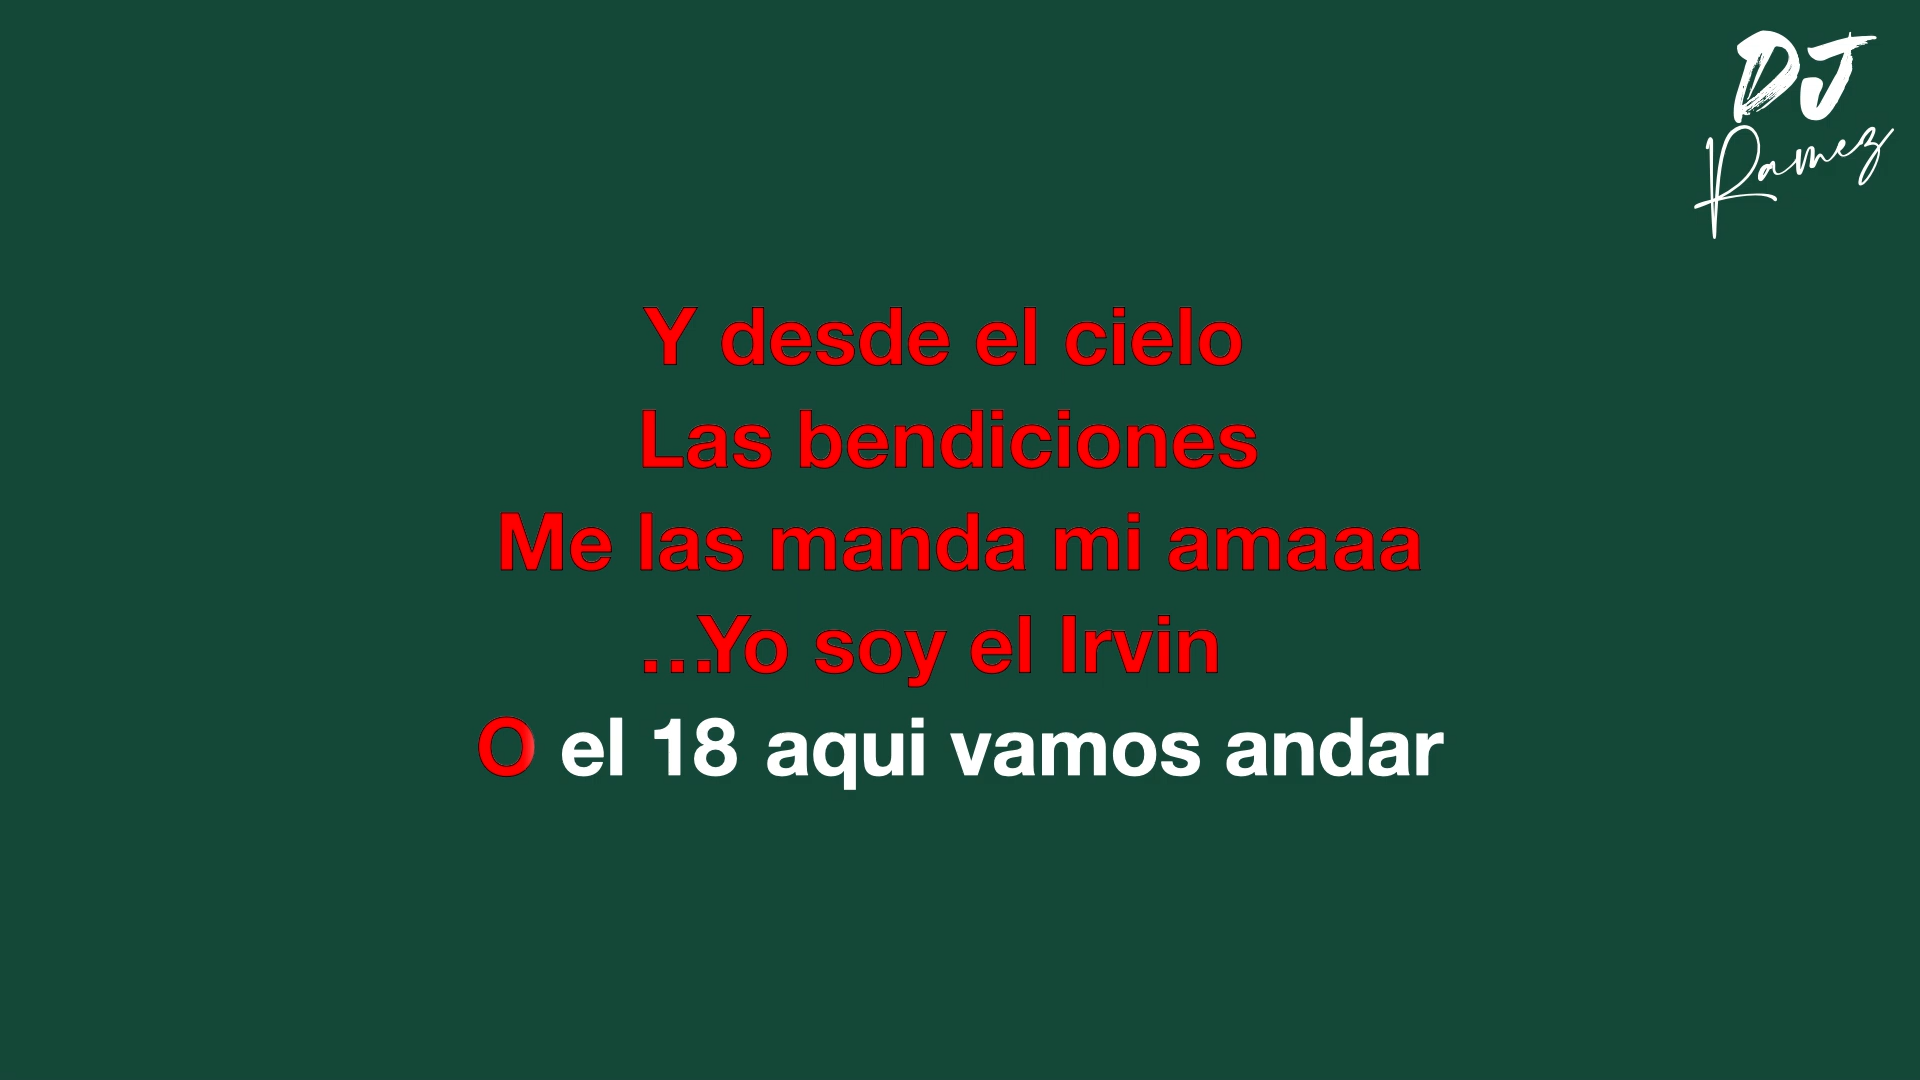 DJ
Ramez
Y desde el cielo
Las bendiciones
Me las manda mi amaaa
...Yo soy el Irvin
O el 18 aqui vamos andar